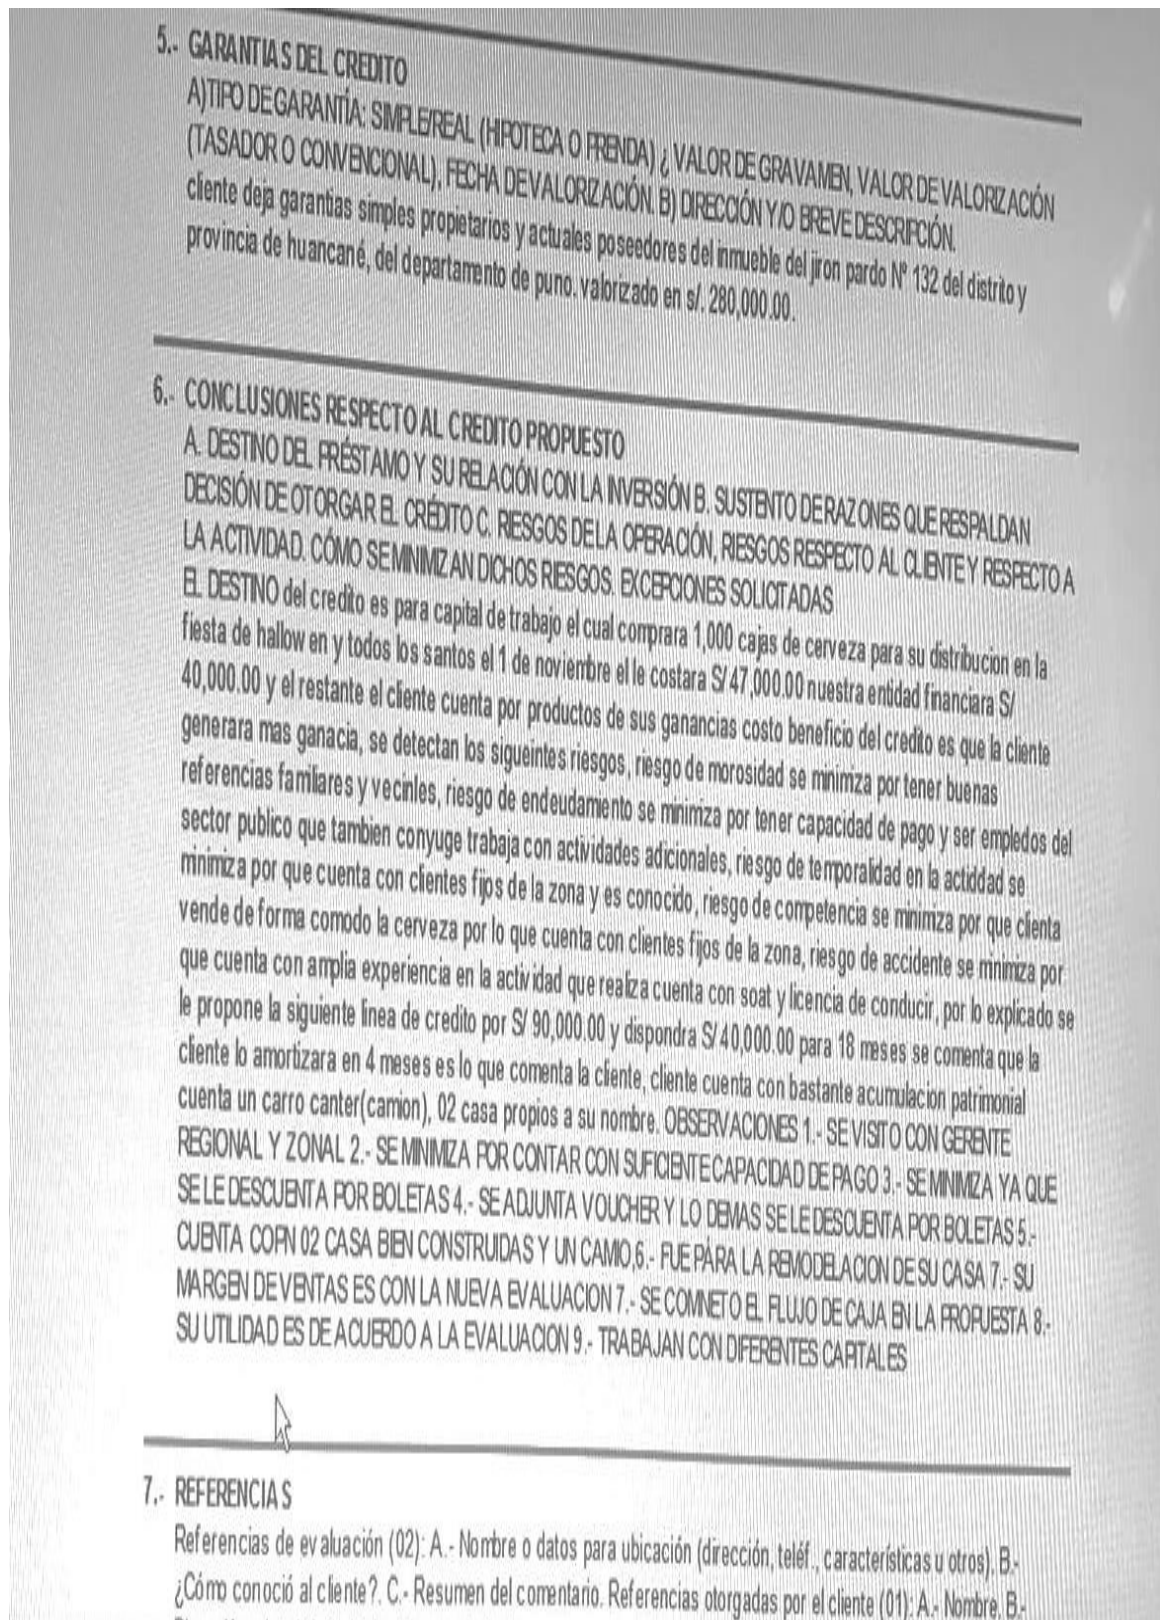 5.- GARANTIAS DEL CREDITO
A)TIPO DE GARANTÍA: SIMPLE/REAL (HIPOTECA O PRENDA) ¿ VALOR DE GRAVAMEN, VALOR DE VALORIZACIÓN
(TASADOR O CONVENCIONAL), FECHA DE VALORIZACIÓN. B) DIRECCIÓN Y/O BREVE DESCRIPCIÓN.
cliente deja garantias simples propietarios y actuales poseedores del inmueble del jiron pardo Nº 132 del distrito y
provincia de huancané, del departamento de puno. valorizado en s/. 280,000.00.
6.- CONCLUSIONES RESPECTO AL CREDITO PROPUESTO
A. DESTINO DEL PRÉSTAMO Y SU RELACIÓN CON LA INVERSIÓN B. SUSTENTO DE RAZONES QUE RESPALDAN
DECISIÓN DE OTORGAR EL CRÉDITO C. RIESGOS DE LA OPERACIÓN, RIESGOS RESPECTO AL CLIENTE Y RESPECTO A
LA ACTIVIDAD. CÓMO SE MINIMIZAN DICHOS RIESGOS. EXCEPCIONES SOLICITADAS
EL DESTINO del credito es para capital de trabajo el cual comprara 1,000 cajas de cerveza para su distribucion en la
fiesta de hallow en y todos los santos el 1 de noviembre el le costara S/ 47,000.00 nuestra entidad financiara S/
40,000.00 y el restante el cliente cuenta por productos de sus ganancias costo beneficio del credito es que la cliente
generara mas ganacia, se detectan los sigueintes riesgos, riesgo de morosidad se minimiza por tener buenas
referencias familiares y vecinles, riesgo de endeudamiento se minimiza por tener capacidad de pago y ser empledos del
sector publico que tambien conyuge trabaja con actividades adicionales, riesgo de temporalidad en la actiddad se
minimiza por que cuenta con clientes fijos de la zona y es conocido, riesgo de competencia se minimiza por que clienta
vende de forma comodo la cerveza por lo que cuenta con clientes fijos de la zona, riesgo de accidente se minimiza por
que cuenta con amplia experiencia en la actividad que realiza cuenta con soat y licencia de conducir, por lo explicado se
le propone la siguiente linea de credito por S/ 90,000.00 y dispondra S/ 40,000.00 para 18 meses se comenta que la
cliente lo amortizara en 4 meses es lo que comenta la cliente, cliente cuenta con bastante acumulacion patrimonial
cuenta un carro canter(camion), 02 casa propios a su nombre. OBSERVACIONES 1.- SE VISITO CON GERENTE
REGIONAL Y ZONAL 2.- SE MINIMIZA POR CONTAR CON SUFICIENTE CAPACIDAD DE PAGO 3.- SE MINIMIZA YA QUE
SE LE DESCUENTA POR BOLETAS 4.- SE ADJUNTA VOUCHER Y LO DEMAS SE LE DESCUENTA POR BOLETAS 5.-
CUENTA COPN 02 CASA BIEN CONSTRUIDAS Y UN CAMIO,6.- FUE PÀRA LA REMODELACION DE SU CASA 7.- SU
MARGEN DE VENTAS ES CON LA NUEVA EVALUACION 7.- SE COMNETO EL FLUJO DE CAJA EN LA PROPUESTA 8.-
SU UTILIDAD ES DE ACUERDO A LA EVALUACION 9.- TRABAJAN CON DIFERENTES CAPITALES
7.- REFERENCIAS
Referencias de evaluación (02): A.- Nombre o datos para ubicación (dirección, teléf., características u otros). B.-
¿Cómo conoció al cliente?. C.- Resumen del comentario. Referencias otorgadas por el cliente (01): A.- Nombre. B.-